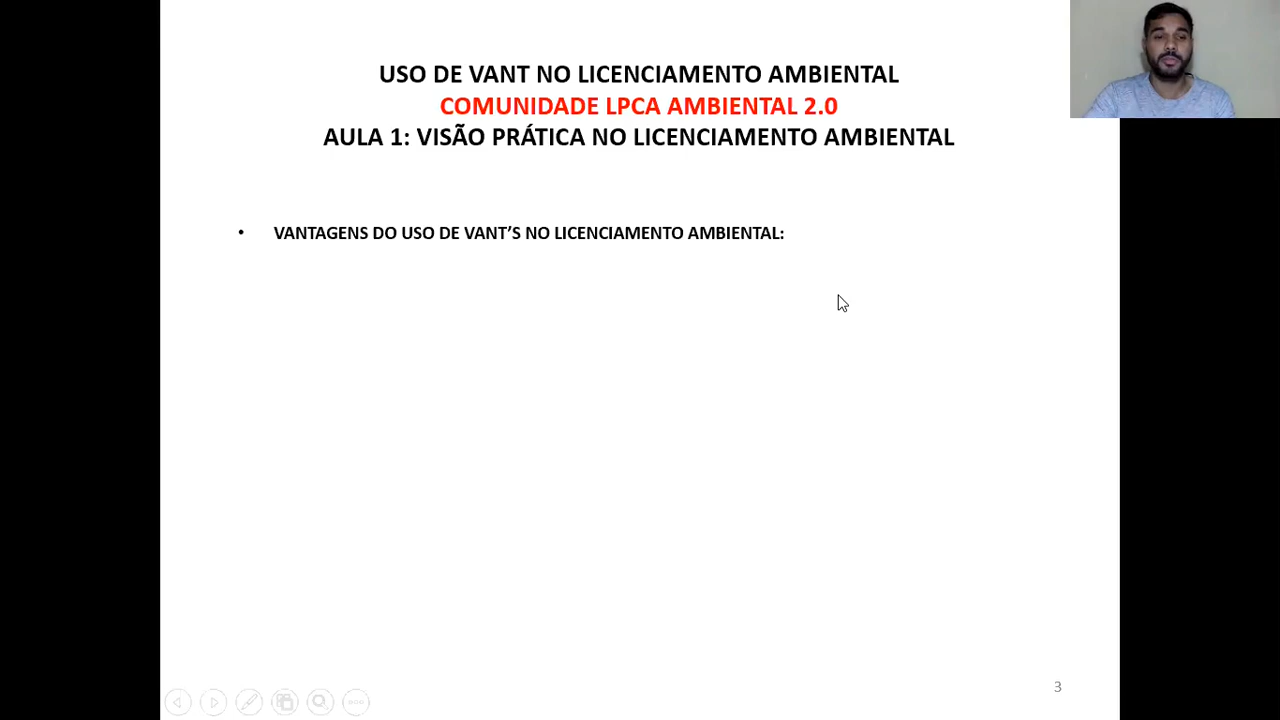 USO DE VANT NO LICENCIAMENTO AMBIENTAL
COMUNIDADE LPCA AMBIENTAL 2.0
AULA 1: VISÃO PRÁTICA NO LICENCIAMENTO AMBIENTAL
• VANTAGENS DO USO DE VANT’S NO LICENCIAMENTO AMBIENTAL:
3